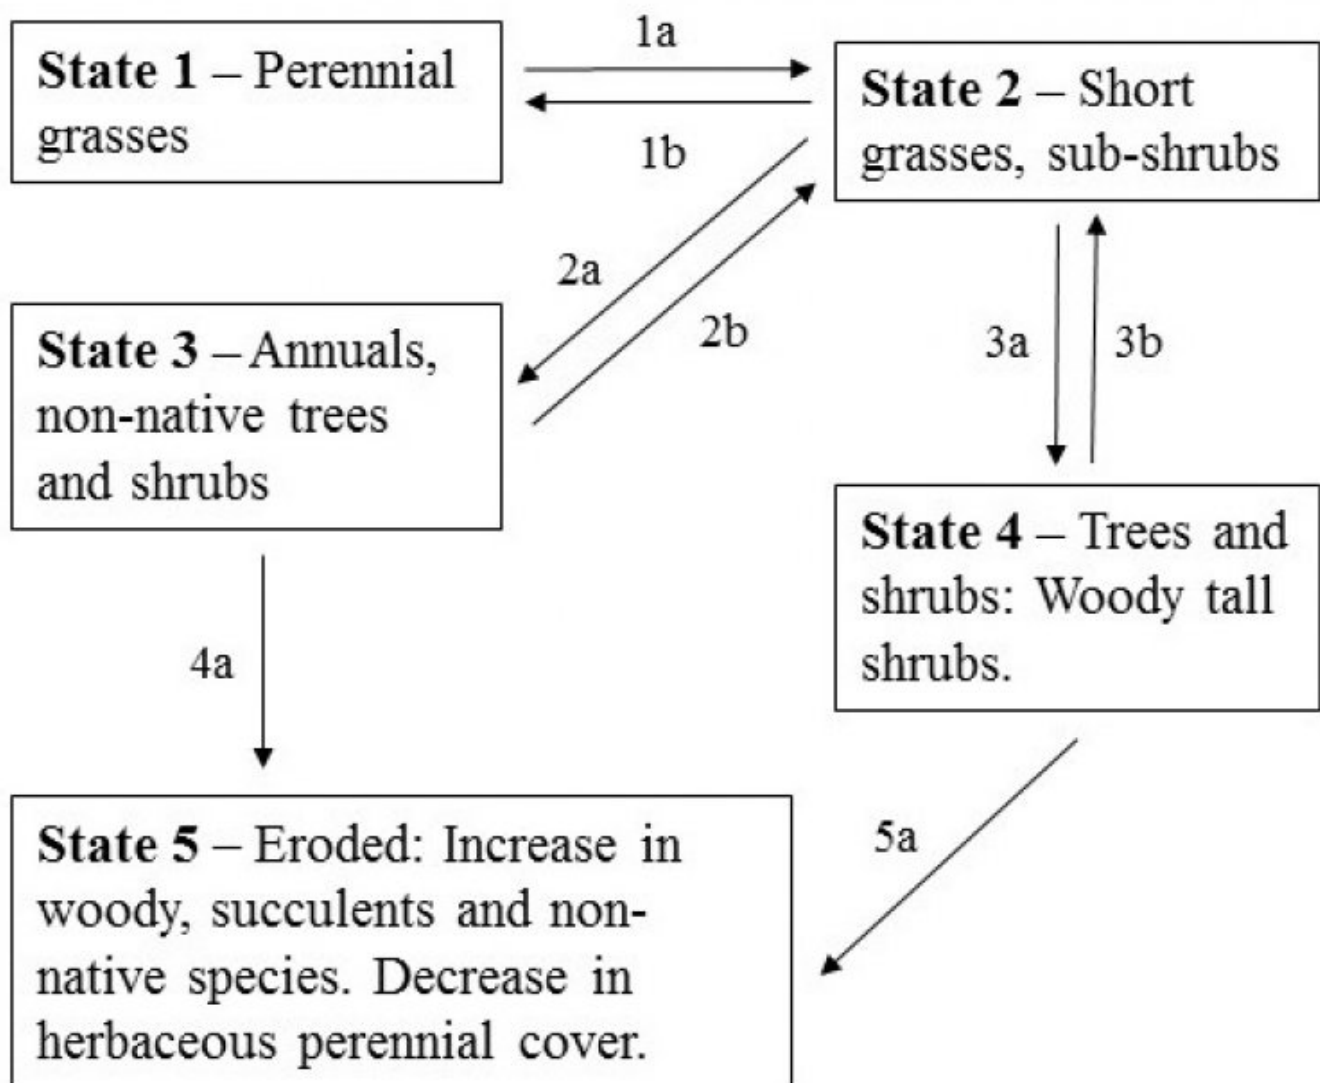 State 1 – Perennial
grasses
1a
1b
State 2 – Short
grasses, sub-shrubs
2a
2b
3a
3b
State 3 – Annuals,
non-native trees
and shrubs
State 4 – Trees and
shrubs: Woody tall
shrubs.
4a
5a
State 5 – Eroded: Increase in
woody, succulents and non-
native species. Decrease in
herbaceous perennial cover.